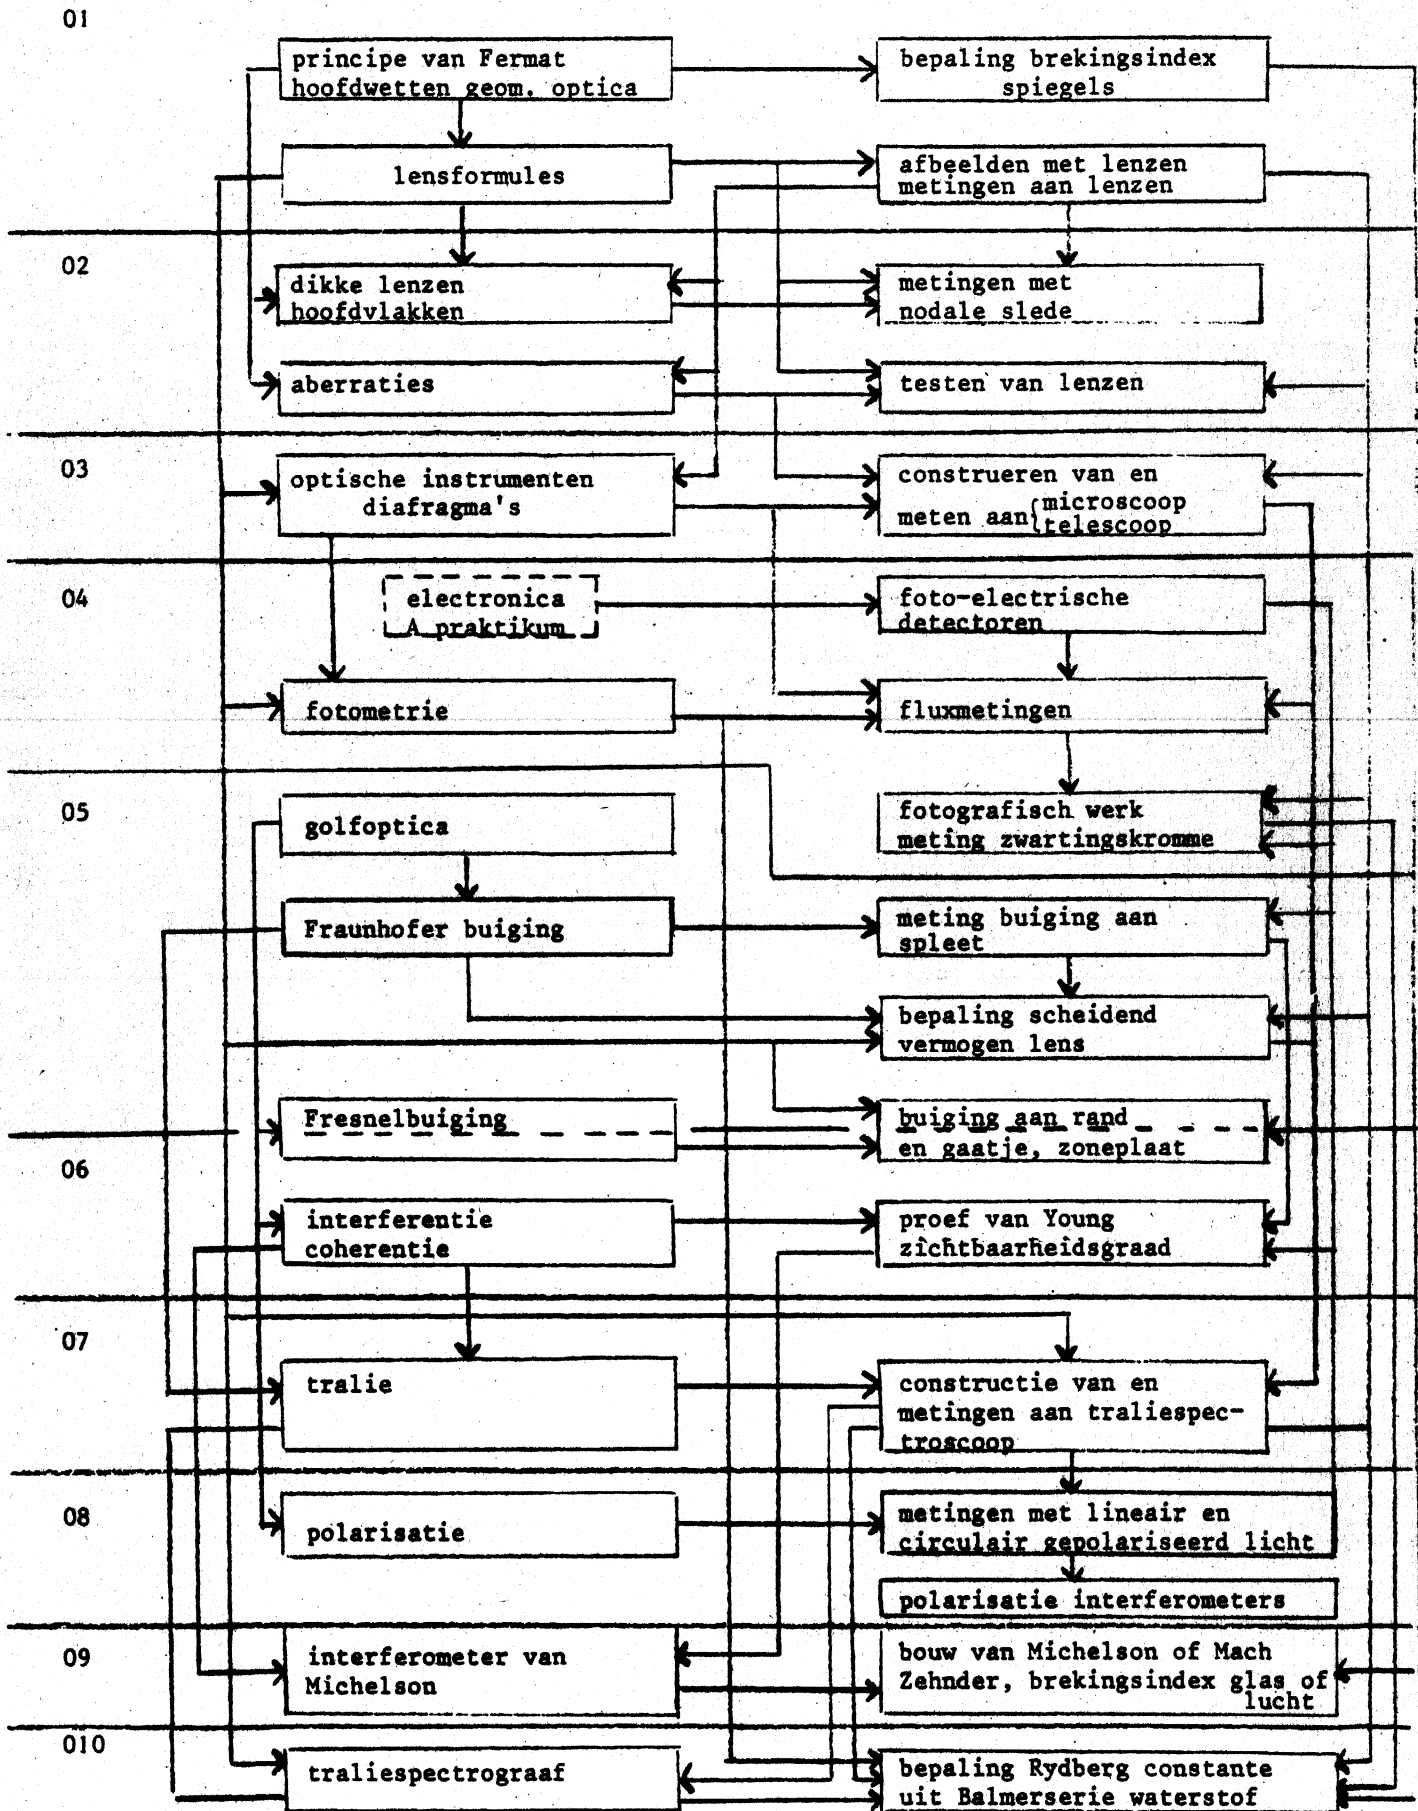 01
principe van Fermat
hoofdwetten geom. optica
bepaling brekingsindex
spiegels
lensformules
afbeelden met lenzen
metingen aan lenzen
02
dikke lenzen
hoofdvlakken
metingen met
nodale slede
aberraties
testen van lenzen
03
optische instrumenten
diafragma's
construeren van en
meten aan{microscoop
telescoop
04
electronica
A praktikum
foto-electrische
detectoren
fotometrie
fluxmetingen
05
golfoptica
fotografisch werk
meting zwartingskromme
Fraunhofer buiging
meting buiging aan
spleet
bepaling scheidend
vermogen lens
Fresnelbuiging
buiging aan rand
en gaatje, zoneplaat
06
interferentie
coherentie
proef van Young
zichtbaarheidsgraad
07
tralie
constructie van en
metingen aan traliespec-
troscoop
08
polarisatie
metingen met lineair en
circulair gepolariseerd licht
polarisatie interferometers
09
interferometer van
Michelson
bouw van Michelson of Mach
Zehnder, brekingsindex glas of
lucht
010
traliespectrograaf
bepaling Rydberg constante
uit Balmerserie waterstof